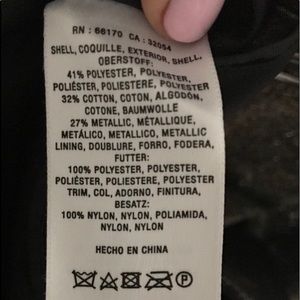 RN : 66170 CA : 32054
SHELL, COQUILLE, EXTERIOR, SHELL,
OBERSTOFF:
41% POLYESTER, POLYESTER,
POLIÉSTER, POLIESTERE, POLYESTER
32% COTTON, COTON, ALGODÓN,
COTONE, BAUMWOLLE
27% METALLIC, MÉTALLIQUE,
METÁLICO, METALLICO, METALLIC
LINING, DOUBLURE, FORRO, FODERA,
FUTTER:
100% POLYESTER, POLYESTER,
POLIÉSTER, POLIESTERE, POLYESTER
TRIM, COL, ADORNO, FINITURA,
BESATZ:
100% NYLON, NYLON, POLIAMIDA,
NYLON, NYLON
HECHO EN CHINA
P